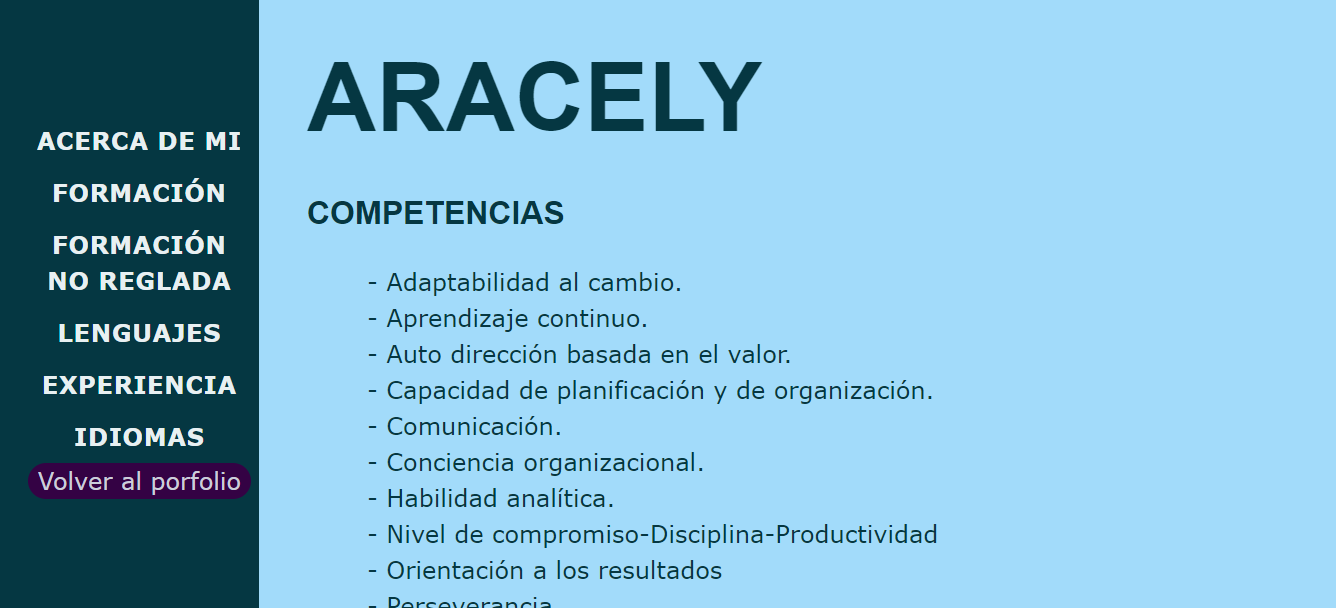 ACERCA DE MI
FORMACIÓN
FORMACIÓN
NO REGLADA
LENGUAJES
EXPERIENCIA
IDIOMAS
Volver al porfolio
ARACELY
COMPETENCIAS
- Adaptabilidad al cambio.
- Aprendizaje continuo.
- Auto dirección basada en el valor.
- Capacidad de planificación y de organización.
- Comunicación.
- Conciencia organizacional.
- Habilidad analítica.
- Nivel de compromiso-Disciplina-Productividad
- Orientación a los resultados
- Perseverancia